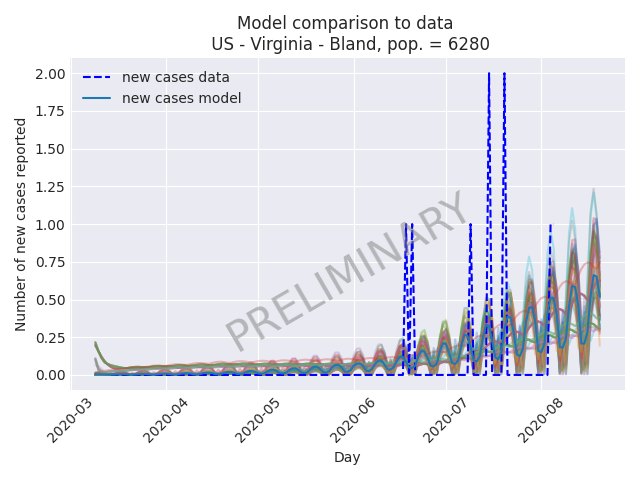 Model comparison to data
US - Virginia - Bland, pop. = 6280
2.00
1.75
1.50
1.25
1.00
0.75
0.50
0.25
0.00
Number of new cases reported
new cases data
new cases model
PRELIMINARY
2020-03
2020-04
2020-05
2020-06
2020-07
2020-08
Day